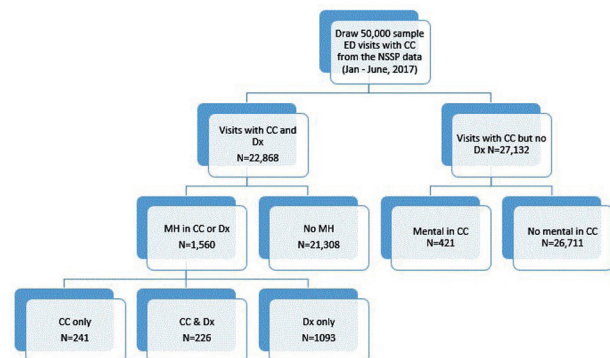 Draw 50,000 sample
ED visits with CC
from the NSSP data
(Jan - June, 2017)
Visits with CC and
Dx
N=22,868
Visits with CC but no
Dx N=27,132
MH in CC or Dx
N=1,560
No MH
N=21,308
Mental in CC
N=421
No mental in CC
N=26,711
CC only
N=241
CC & Dx
N=226
Dx only
N=1093